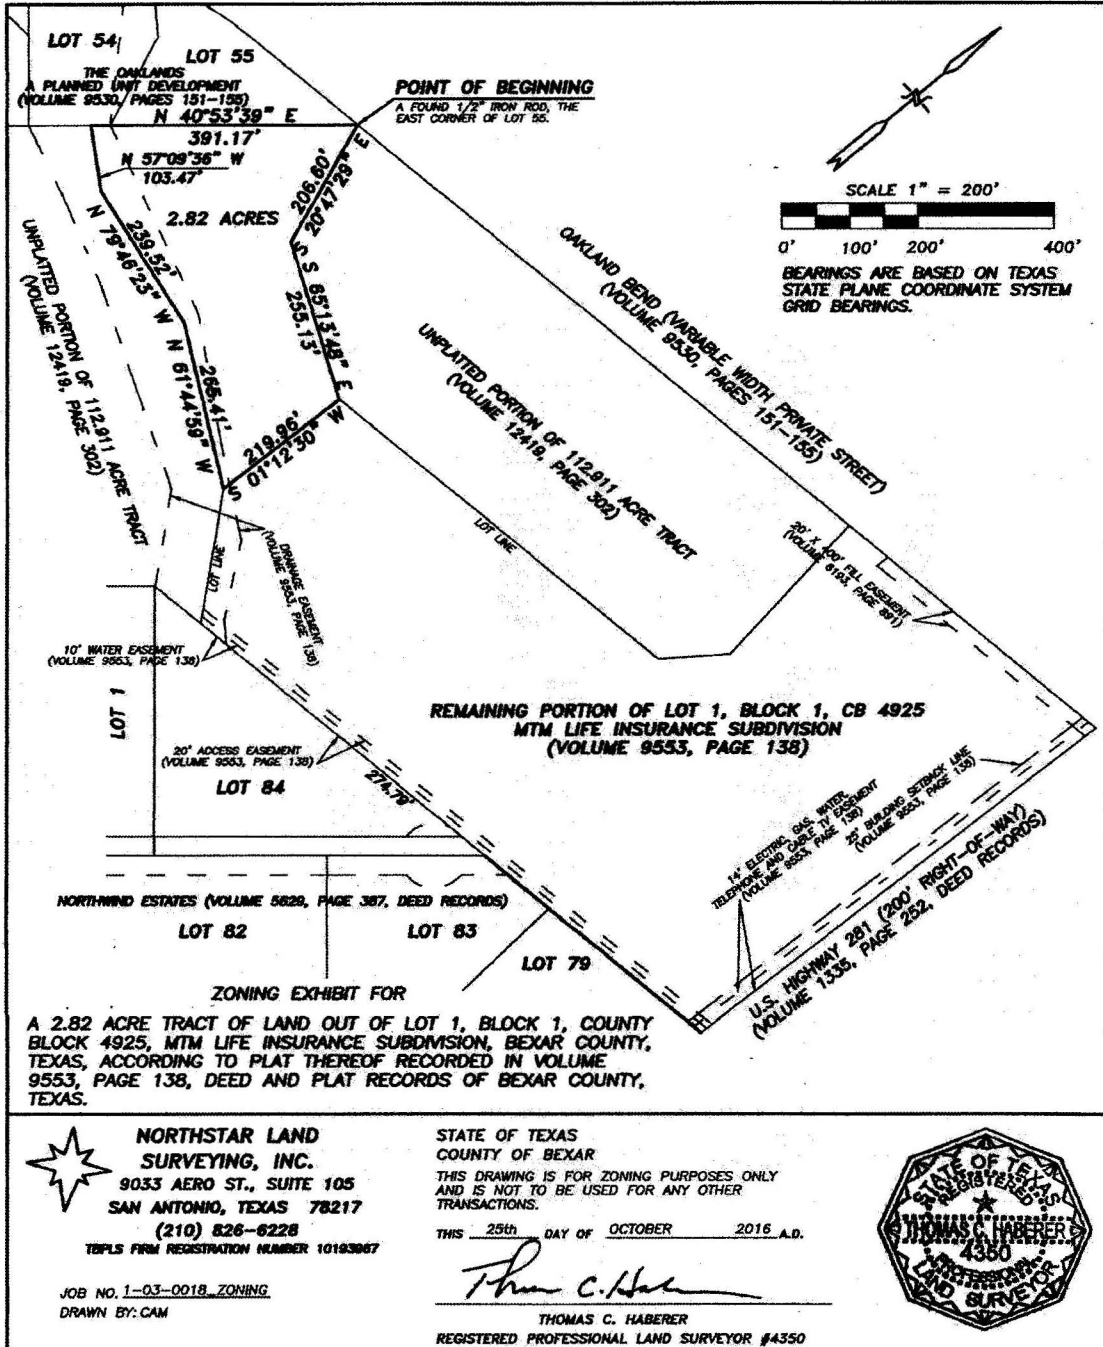 LOT 54
LOT 55
THE OAKLANDS
A PLANNED UNIT DEVELOPMENT
(VOLUME 9530, PAGES 151-155)
N 40°53'39" E
391.17'
N 57°09'36" W
103.47'
POINT OF BEGINNING
A FOUND 1/2" IRON ROD, THE
EAST CORNER OF LOT 55.
N
SCALE 1" = 200'
0' 100' 200' 400'
BEARINGS ARE BASED ON TEXAS
STATE PLANE COORDINATE SYSTEM
GRID BEARINGS.
206.60'
S 20°47'29" E
2.82 ACRES
239.52'
N 79°46'23" W
S 65°13'48" E
255.13'
265.41'
N 61°44'59" W
219.96'
S 01°12'30" W
UNPLATTED PORTION OF 112.911 ACRE TRACT
(VOLUME 12419, PAGE 302)
OAKLAND BEND (VARIABLE WIDTH PRIVATE STREET)
(VOLUME 9530, PAGES 151-155)
UNPLATTED PORTION OF 112.911 ACRE TRACT
(VOLUME 12419, PAGE 302)
LOT LINE
20' X 400' FILL EASEMENT
(VOLUME 6193, PAGE 891)
LOT LINE
DRAINAGE EASEMENT
(VOLUME 9553, PAGE 138)
10' WATER EASEMENT
(VOLUME 9553, PAGE 138)
LOT 1
20' ACCESS EASEMENT
(VOLUME 9553, PAGE 138)
LOT 84
274.79'
REMAINING PORTION OF LOT 1, BLOCK 1, CB 4925
MTM LIFE INSURANCE SUBDIVISION
(VOLUME 9553, PAGE 138)
14' ELECTRIC, GAS, WATER,
TELEPHONE AND CABLE TV EASEMENT
(VOLUME 9553, PAGE 138)
25' BUILDING SETBACK LINE
(VOLUME 9553, PAGE 138)
U.S. HIGHWAY 281 (200' RIGHT-OF-WAY)
(VOLUME 1335, PAGE 252, DEED RECORDS)
NORTHWIND ESTATES (VOLUME 5629, PAGE 387, DEED RECORDS)
LOT 82
LOT 83
LOT 79
ZONING EXHIBIT FOR
A 2.82 ACRE TRACT OF LAND OUT OF LOT 1, BLOCK 1, COUNTY
BLOCK 4925, MTM LIFE INSURANCE SUBDIVISION, BEXAR COUNTY,
TEXAS, ACCORDING TO PLAT THEREOF RECORDED IN VOLUME
9553, PAGE 138, DEED AND PLAT RECORDS OF BEXAR COUNTY,
TEXAS.
NORTHSTAR LAND
SURVEYING, INC.
9033 AERO ST., SUITE 105
SAN ANTONIO, TEXAS 78217
(210) 826-6228
TBPLS FIRM REGISTRATION NUMBER 10193967
JOB NO. 1-03-0018_ZONING
DRAWN BY: CAM
STATE OF TEXAS
COUNTY OF BEXAR
THIS DRAWING IS FOR ZONING PURPOSES ONLY
AND IS NOT TO BE USED FOR ANY OTHER
TRANSACTIONS.
THIS 25th DAY OF OCTOBER 2016 A.D.
THOMAS C. HABERER
REGISTERED PROFESSIONAL LAND SURVEYOR #4350
STATE OF TEXAS
REGISTERED
THOMAS C. HABERER
4350
PROFESSIONAL
LAND SURVEYOR